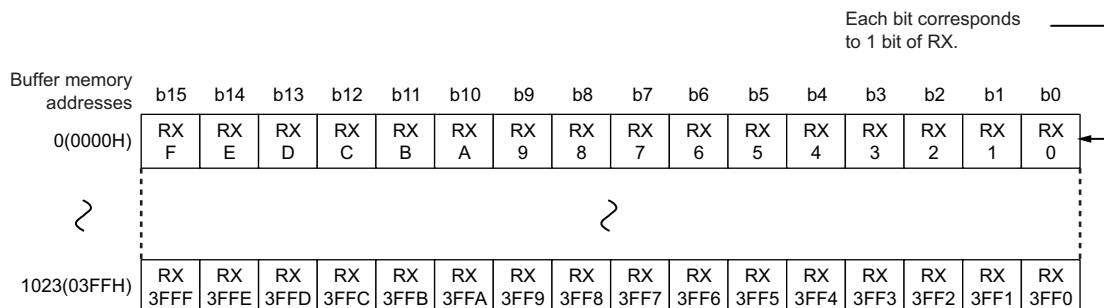 Each bit corresponds
to 1 bit of RX.
Buffer memory
addresses
b15 b14 b13 b12 b11 b10 b9 b8 b7 b6 b5 b4 b3 b2 b1 b0
0(0000H)
RX RX RX RX RX RX RX RX RX RX RX RX RX RX RX RX
F E D C B A 9 8 7 6 5 4 3 2 1 0
1023(03FFH)
RX RX RX RX RX RX RX RX RX RX RX RX RX RX RX RX
3FFF 3FFE 3FFD 3FFC 3FFB 3FFA 3FF9 3FF8 3FF7 3FF6 3FF5 3FF4 3FF3 3FF2 3FF1 3FF0